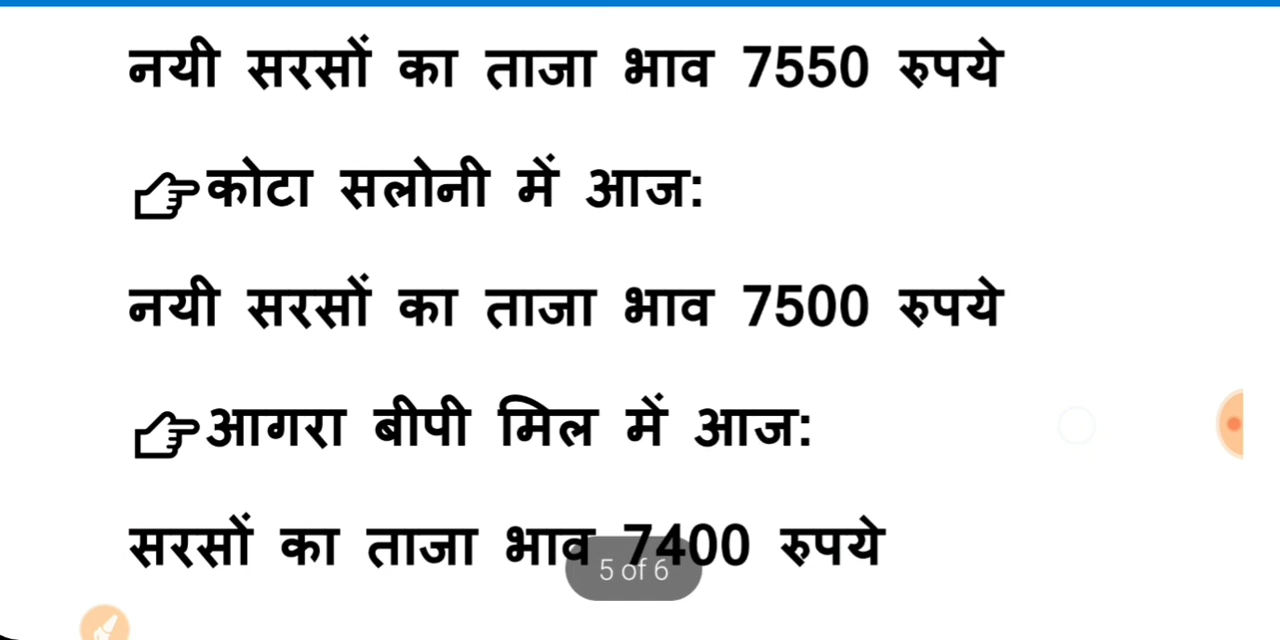 नयी सरसों का ताजा भाव 7550 रुपये
👉कोटा सलोनी में आज:
नयी सरसों का ताजा भाव 7500 रुपये
👉आगरा बीपी मिल में आज:
सरसों का ताजा भाव 7400 रुपये
5 of 6